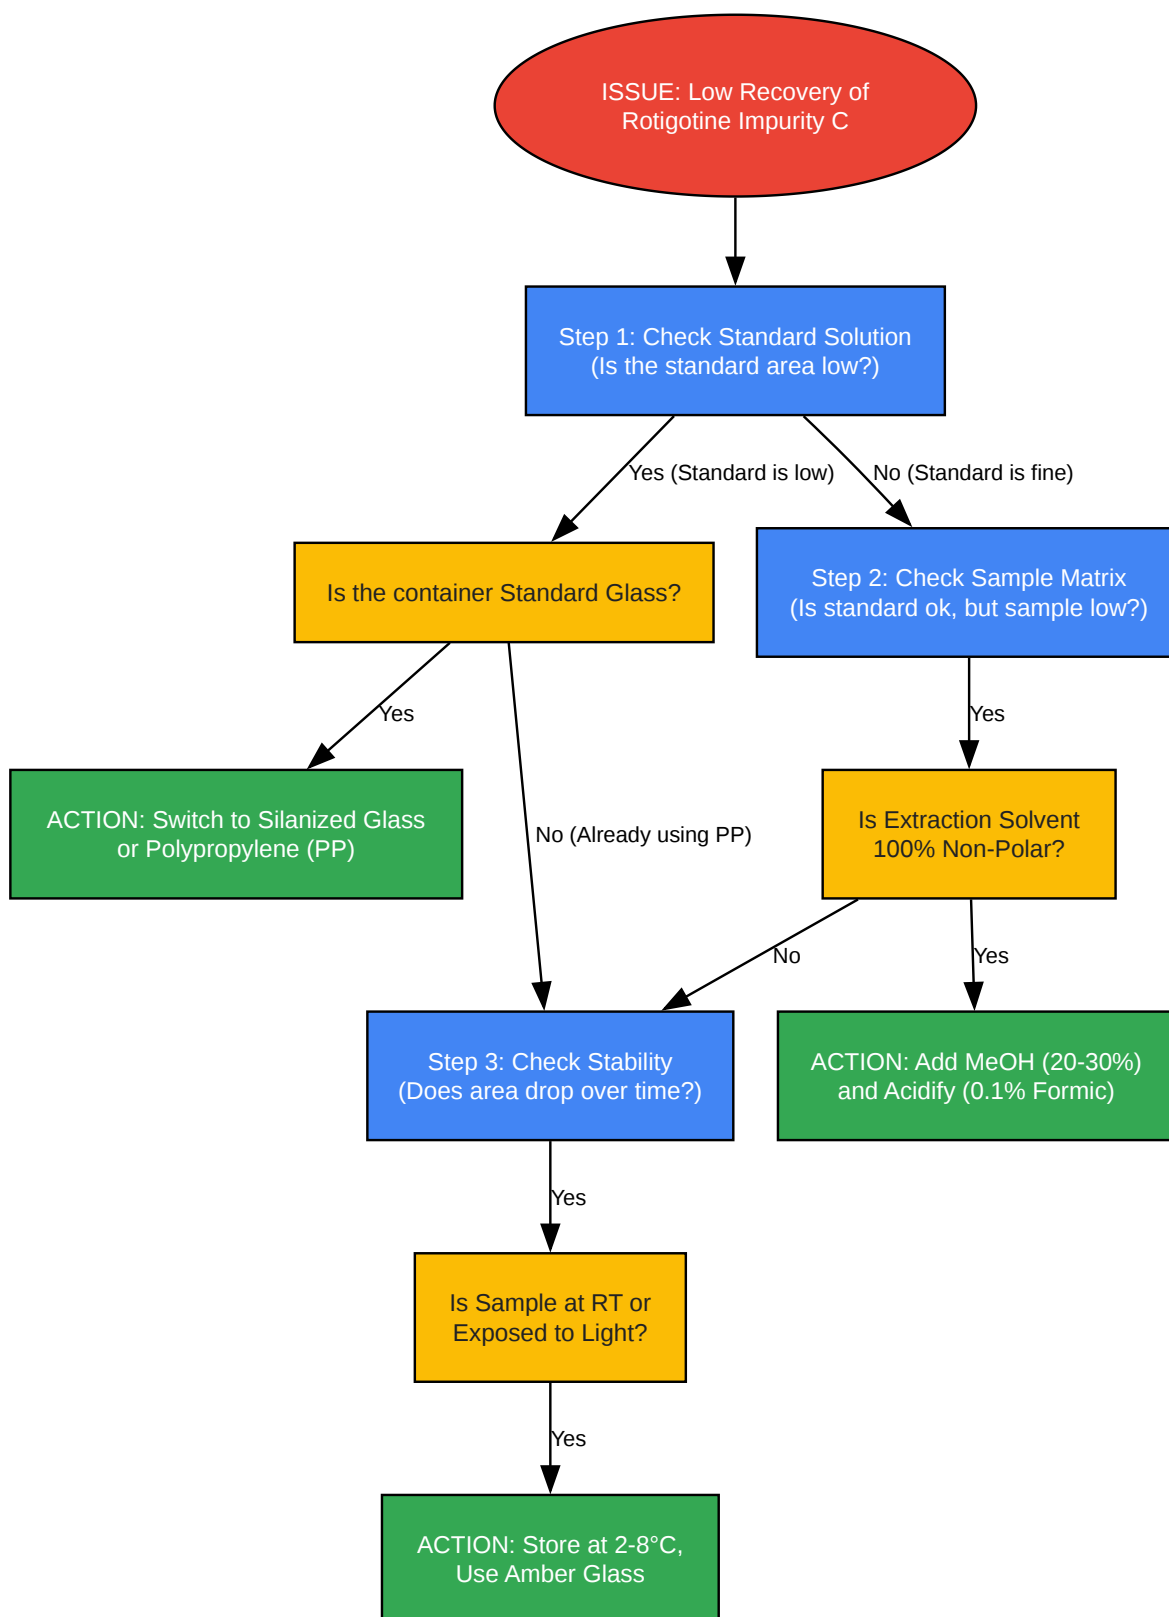 ISSUE: Low Recovery of
Rotigotine Impurity C
Step 1: Check Standard Solution
(Is the standard area low?)
Yes (Standard is low)
No (Standard is fine)
Is the container Standard Glass?
Step 2: Check Sample Matrix
(Is standard ok, but sample low?)
Yes
Yes
ACTION: Switch to Silanized Glass
or Polypropylene (PP)
No (Already using PP)
Is Extraction Solvent
100% Non-Polar?
No
Yes
Step 3: Check Stability
(Does area drop over time?)
ACTION: Add MeOH (20-30%)
and Acidify (0.1% Formic)
Yes
Is Sample at RT or
Exposed to Light?
Yes
ACTION: Store at 2-8°C,
Use Amber Glass